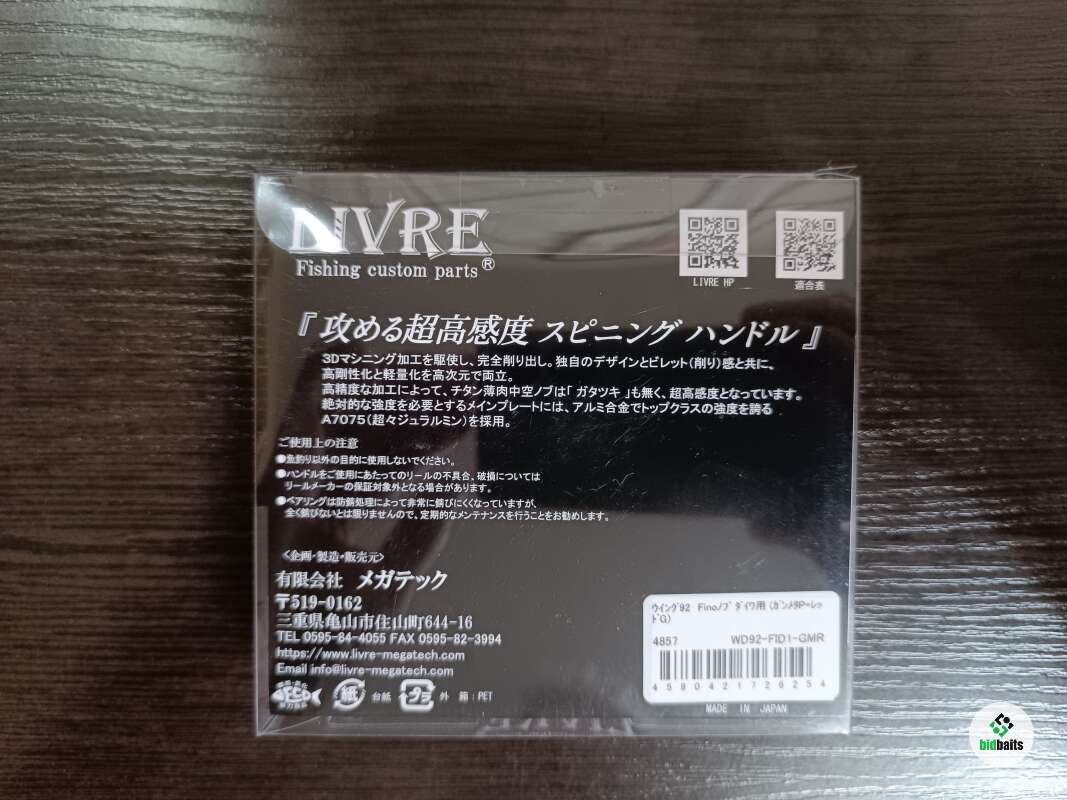 LIVRE
Fishing custom parts®
LIVRE HP
適合表
『 攻める超高感度 スピニング ハンドル 』
3Dマシニング加工を駆使し、完全削り出し。独自のデザインとビレット(削り)感と共に、
高剛性化と軽量化を高次元で両立。
高精度な加工によって、チタン薄肉中空ノブは「 ガタツキ 」も無く、超高感度となっています。
絶対的な強度を必要とするメインプレートには、アルミ合金でトップクラスの強度を誇る
A7075(超々ジュラルミン)を採用。
ご使用上の注意
●魚釣り以外の目的に使用しないでください。
●ハンドルをご使用にあたってのリールの不具合、破損については
リールメーカーの保証対象外となる場合があります。
●ベアリングは防錆処理によって非常に錆びにくくなっていますが、
全く錆びないとは限りませんので、定期的なメンテナンスを行うことをお勧めします。
<企画・製造・販売元>
有限会社 メガテック
〒519-0162
三重県亀山市住山町644-16
TEL 0595-84-4055 FAX 0595-82-3994
https://www.livre-megatech.com
Email info@livre-megatech.com
紙 台紙 プラ 外 箱：PET
ウイング92 Finoノブ ダイワ用 (ガンメタP+レッ
ドG)
4857 WD92-FID1-GMR
4580421726254
MADE IN JAPAN
LIVRE
bidbaits